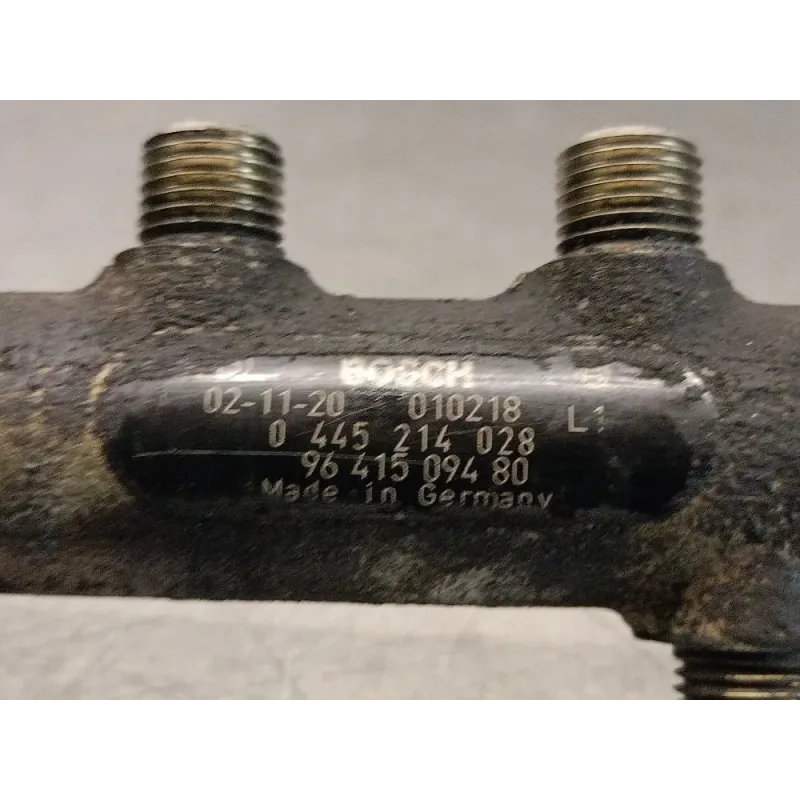 BOSCH
02-11-20 010218
L1
0 445 214 028
96 415 094 80
Made in Germany